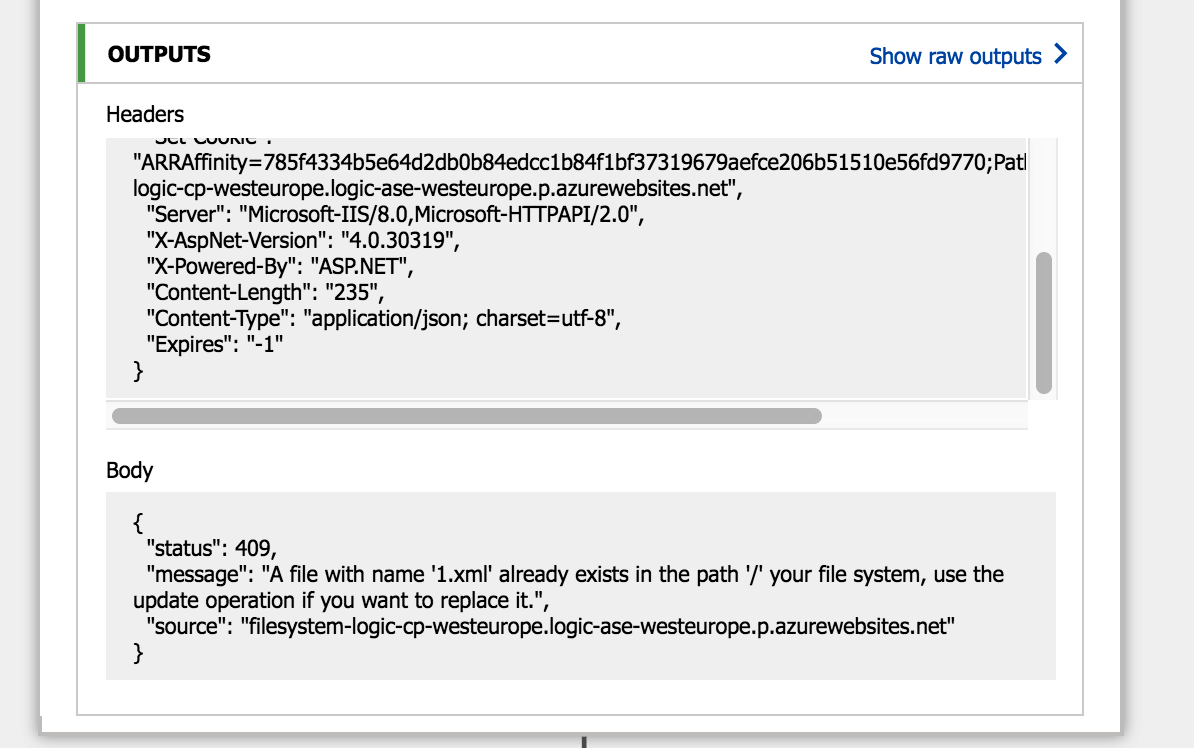 OUTPUTS
Show raw outputs
Headers
"ARRAffinity=785f4334b5e64d2db0b84edcc1b84f1bf37319679aefce206b51510e56fd9770;Path
logic-cp-westeurope.logic-ase-westeurope.p.azurewebsites.net",
"Server": "Microsoft-IIS/8.0,Microsoft-HTTPAPI/2.0",
"X-AspNet-Version": "4.0.30319",
"X-Powered-By": "ASP.NET",
"Content-Length": "235",
"Content-Type": "application/json; charset=utf-8",
"Expires": "-1"
}
Body
{
"status": 409,
"message": "A file with name '1.xml' already exists in the path '/' your file system, use the
update operation if you want to replace it.",
"source": "filesystem-logic-cp-westeurope.logic-ase-westeurope.p.azurewebsites.net"
}